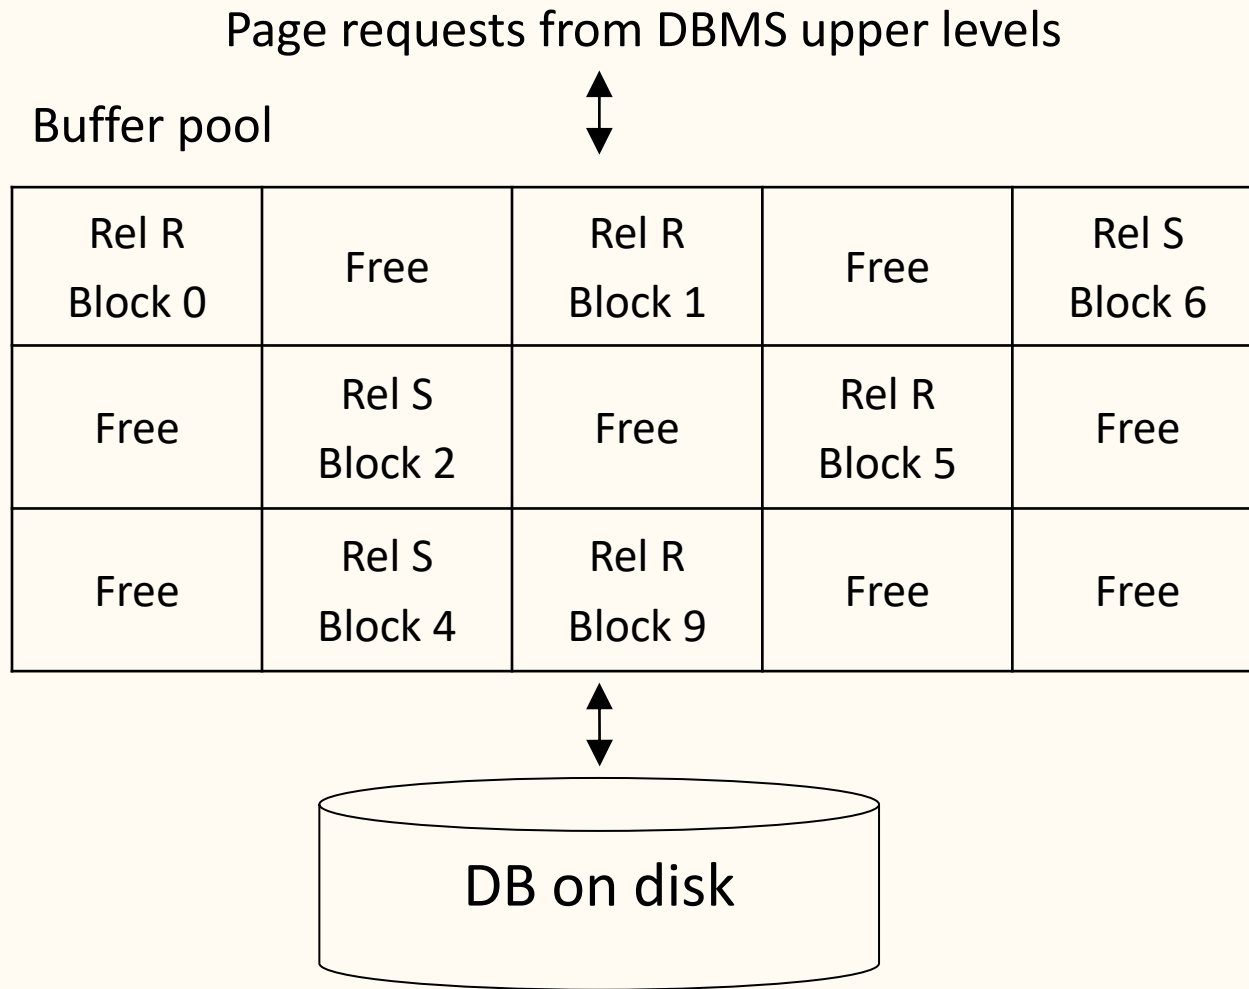 Page requests from DBMS upper levels
Buffer pool
Rel R
Block 0
Free
Rel R
Block 1
Free
Rel S
Block 6
Free
Rel S
Block 2
Free
Rel R
Block 5
Free
Free
Rel S
Block 4
Rel R
Block 9
Free
Free
DB on disk